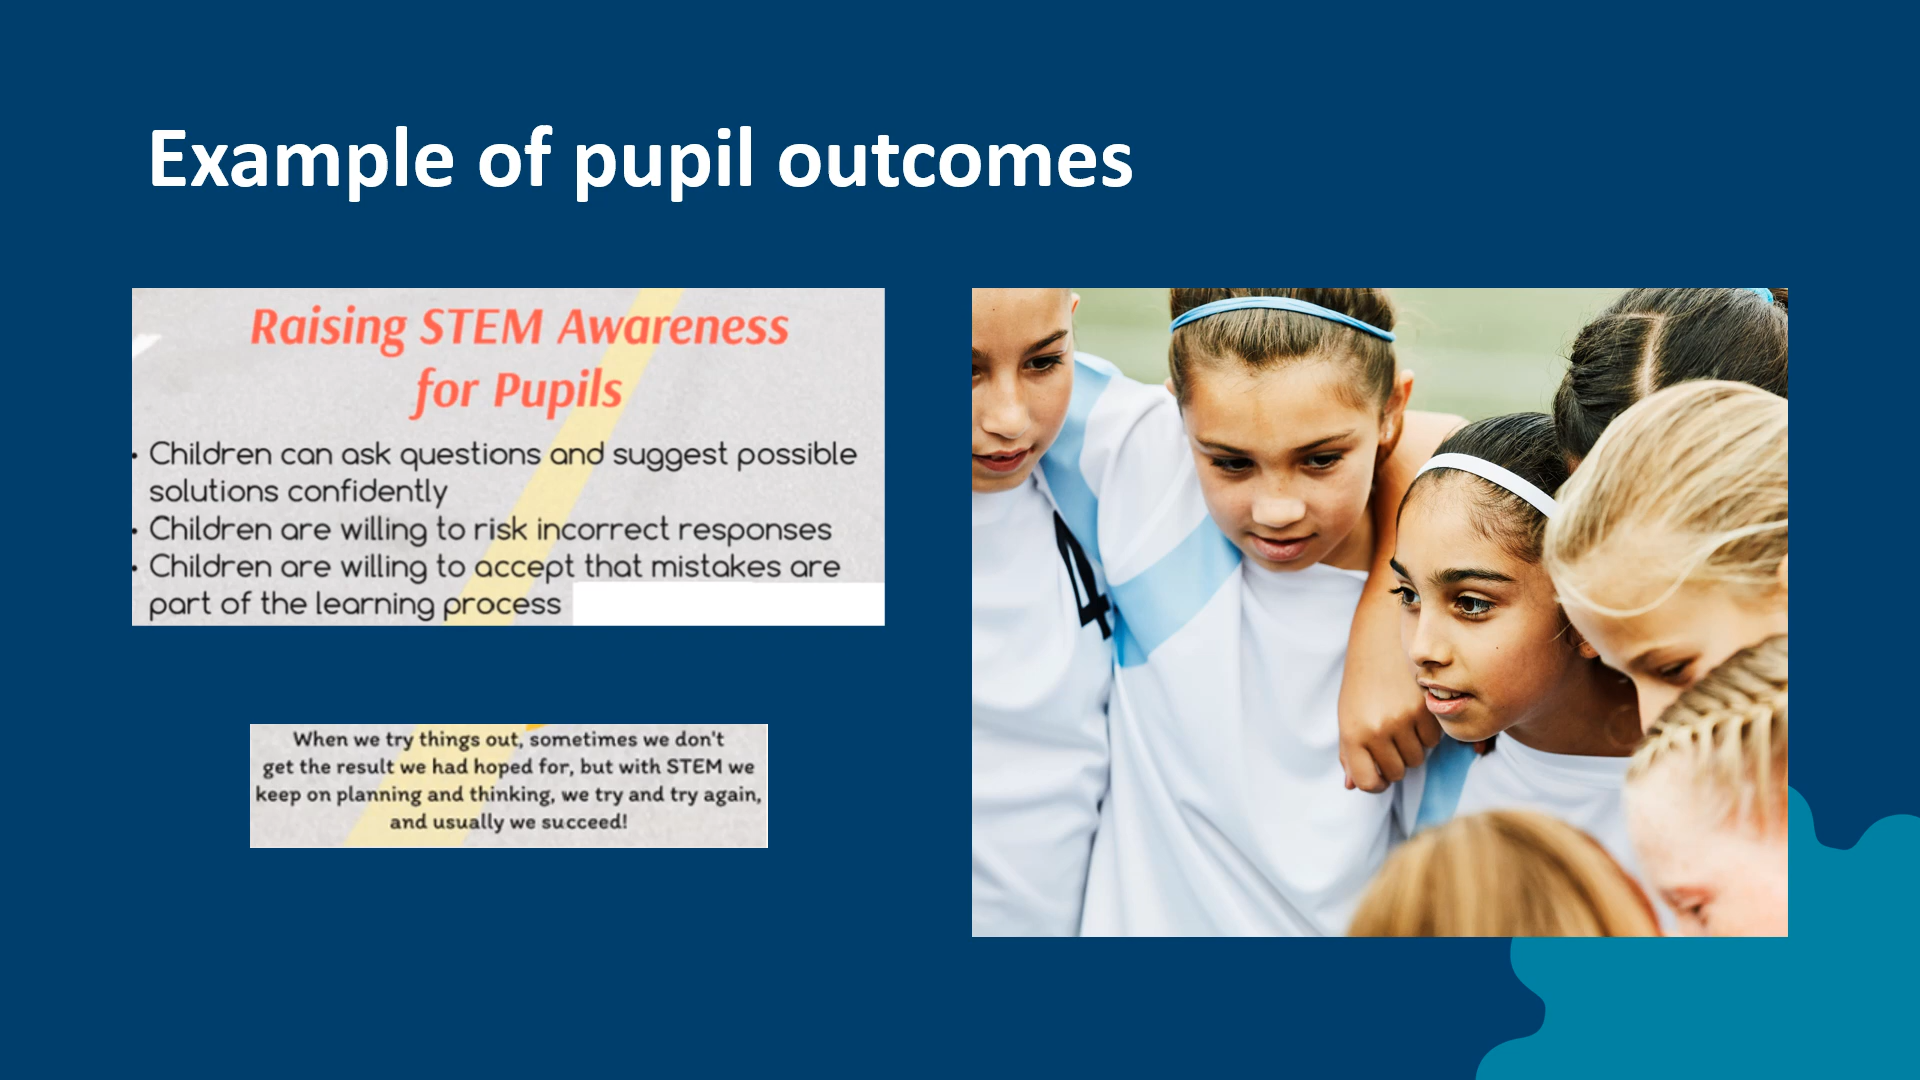 Example of pupil outcomes
Raising STEM Awareness
for Pupils
• Children can ask questions and suggest possible
solutions confidently
• Children are willing to risk incorrect responses
• Children are willing to accept that mistakes are
part of the learning process
When we try things out, sometimes we don't
get the result we had hoped for, but with STEM we
keep on planning and thinking, we try and try again,
and usually we succeed!
4